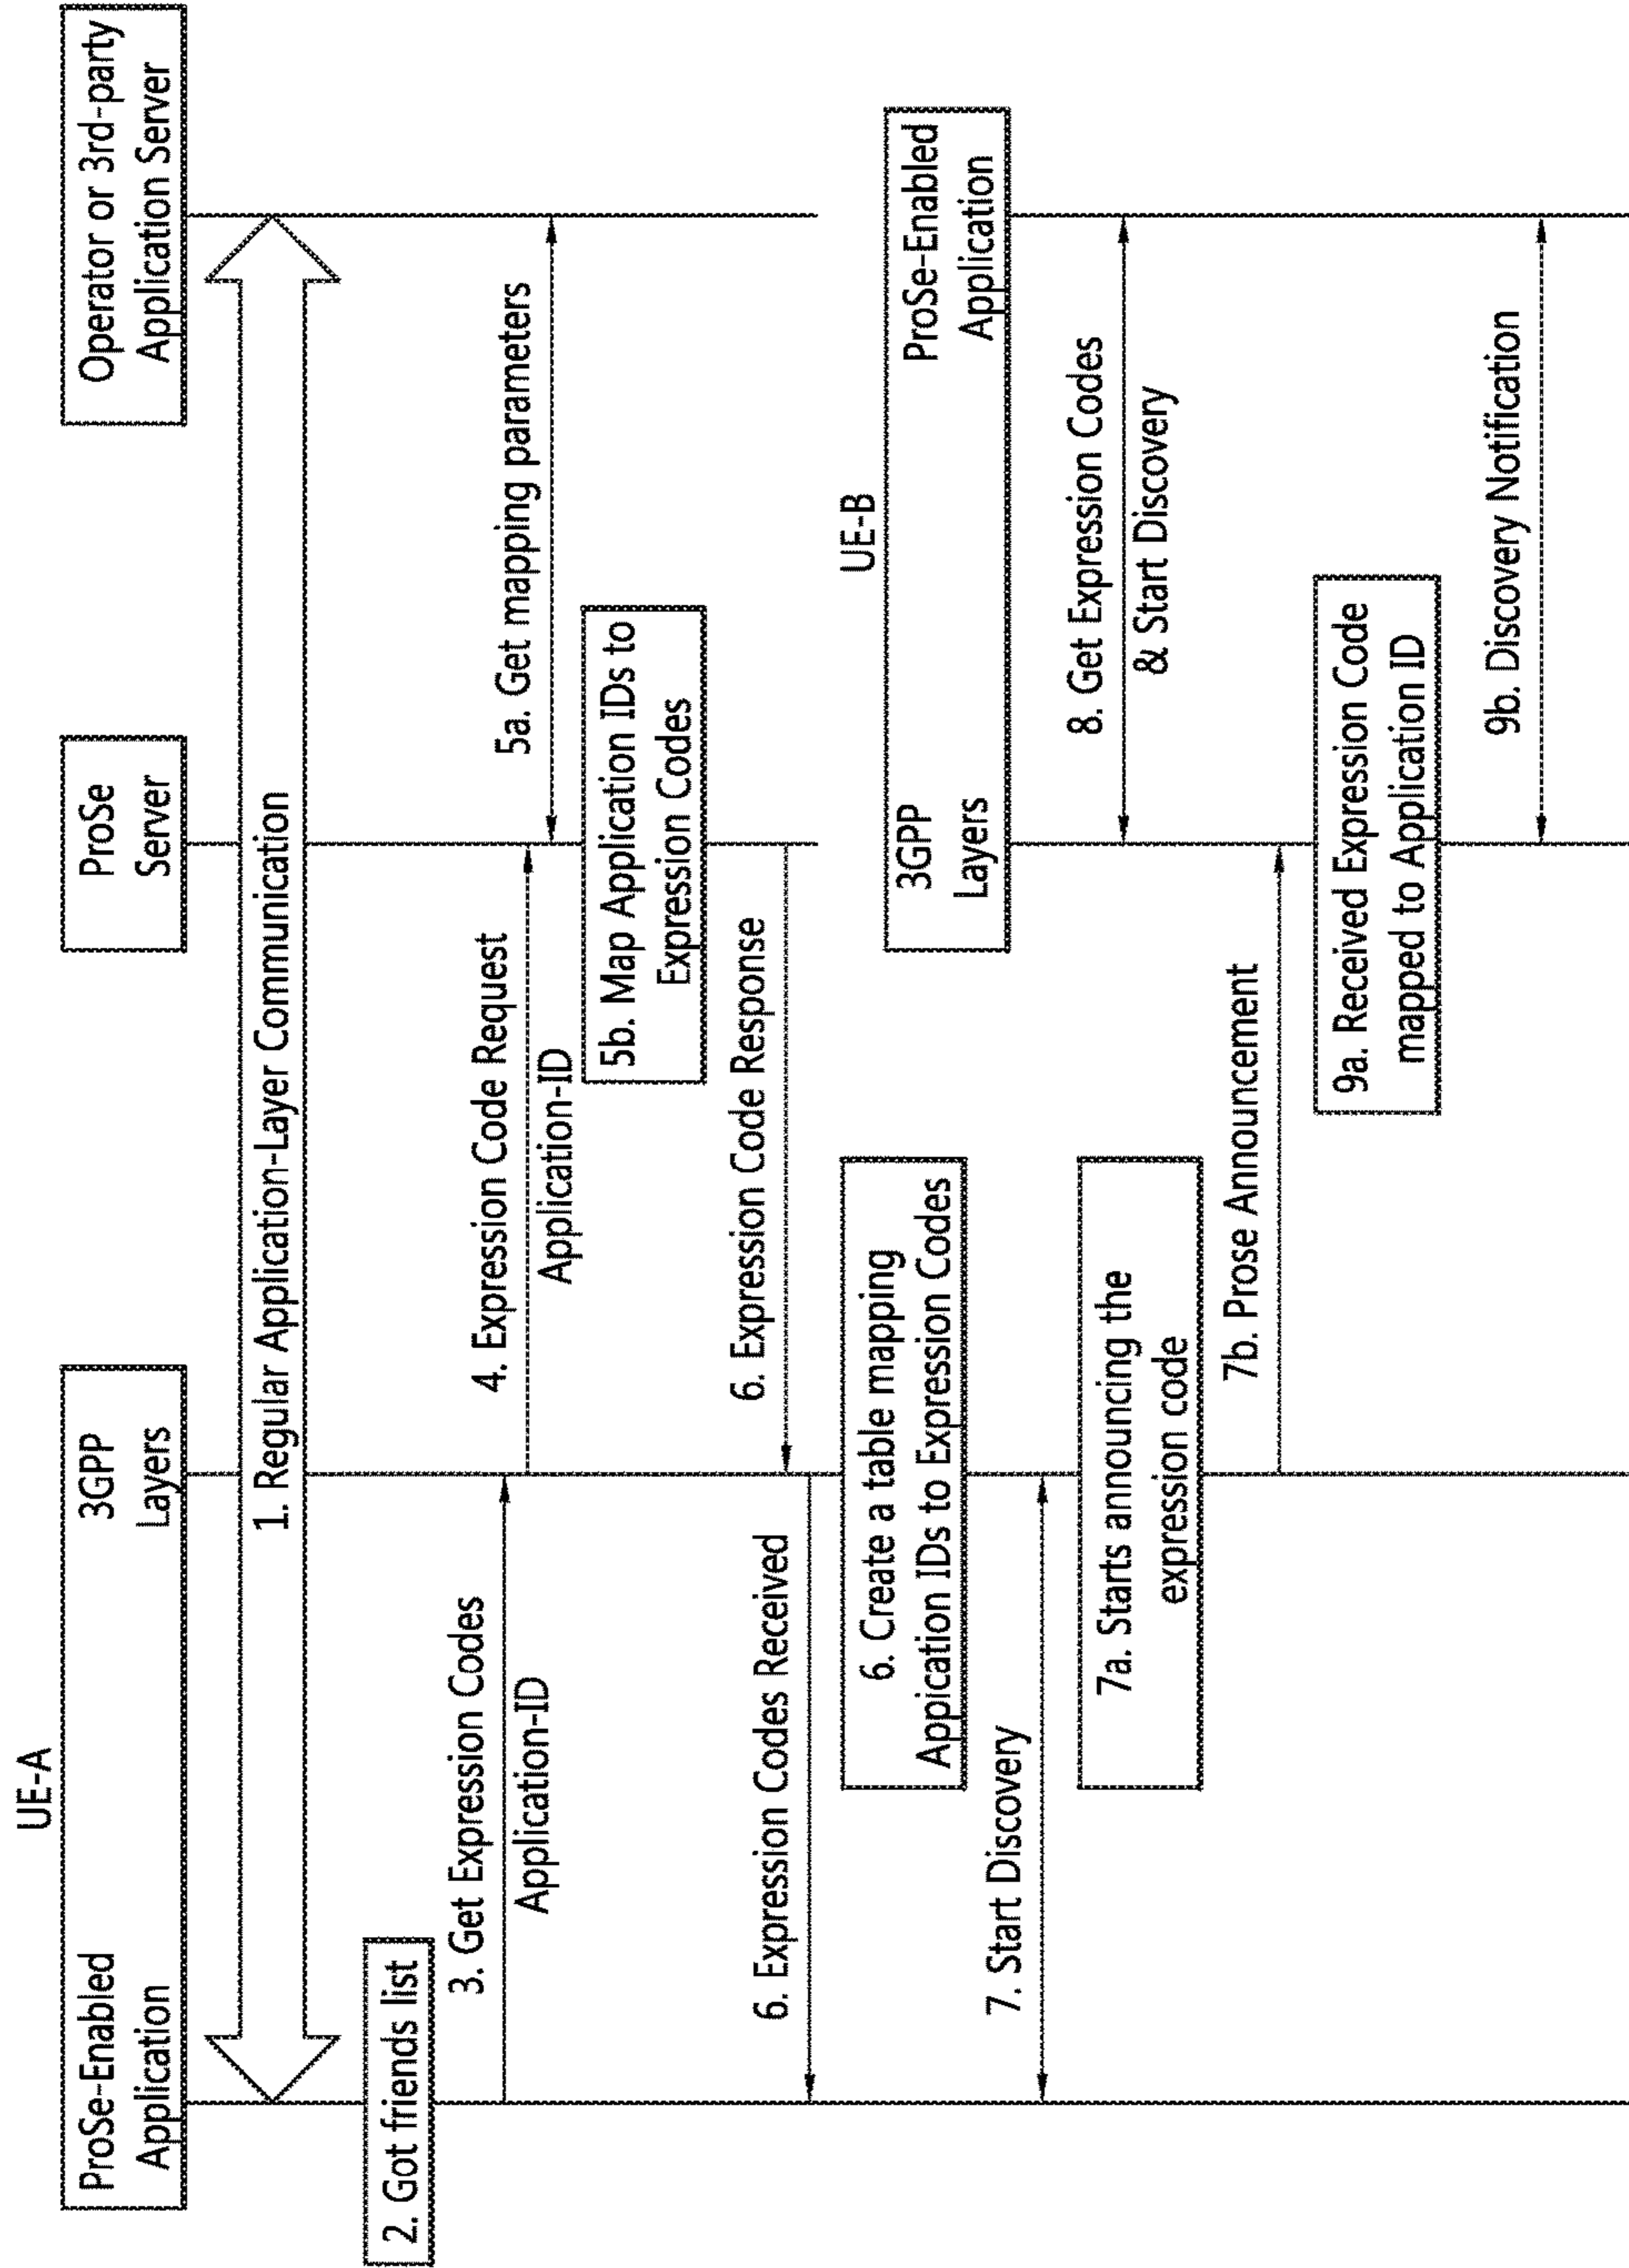 UE-A
ProSe-Enabled
Application
3GPP
Layers
ProSe
Server
Operator or 3rd-party
Application Server
1. Regular Application-Layer Communication
2. Got friends list
3. Get Expression Codes
Application-ID
4. Expression Code Request
Application-ID
5a. Get mapping parameters
5b. Map Application IDs to
Expression Codes
6. Expression Code Response
6. Expression Codes Received
6. Create a table mapping
Appication IDs to Expression Codes
UE-B
3GPP
Layers
ProSe-Enabled
Application
7. Start Discovery
7a. Starts announcing the
expression code
8. Get Expression Codes
& Start Discovery
7b. Prose Announcement
9a. Received Expression Code
mapped to Application ID
9b. Discovery Notification